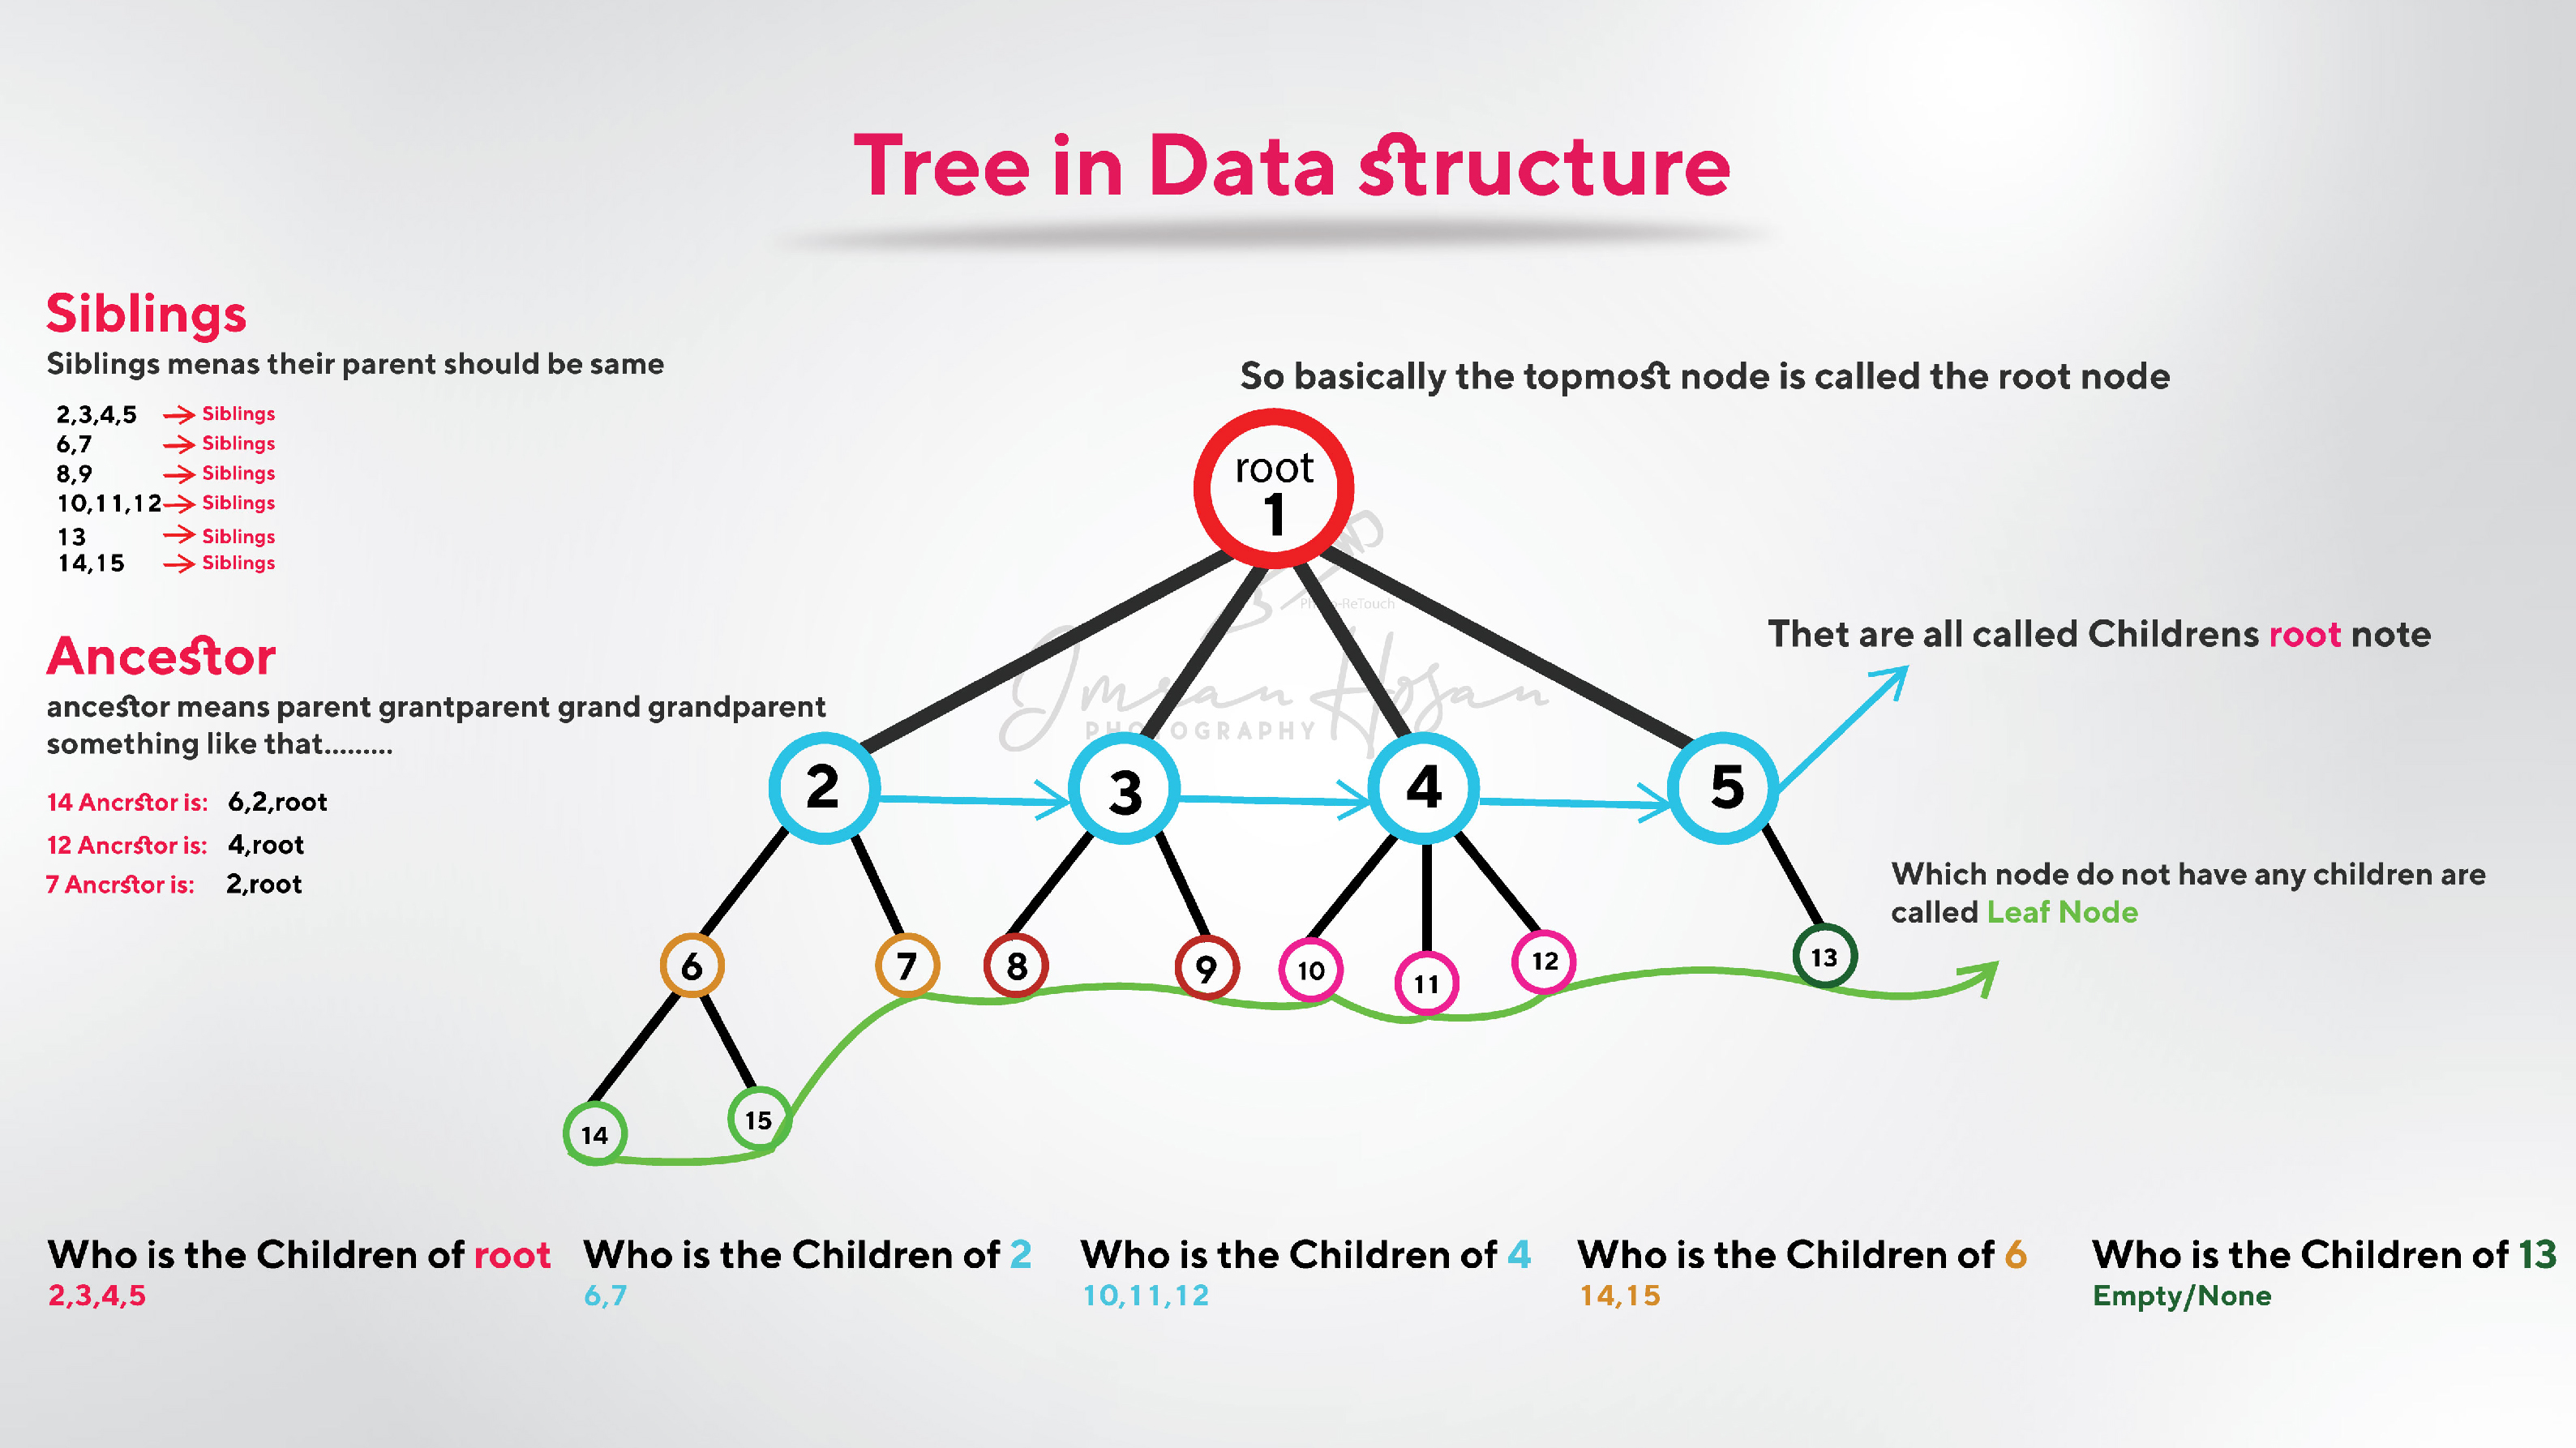 Tree in Data structure
Siblings
Siblings menas their parent should be same
2,3,4,5 → Siblings
6,7 → Siblings
8,9 → Siblings
10,11,12 → Siblings
13 → Siblings
14,15 → Siblings
Ancestor
ancestor means parent grantparent grand grandparent
something like that.........
14 Ancrstor is: 6,2,root
12 Ancrstor is: 4,root
7 Ancrstor is: 2,root
So basically the topmost node is called the root node
root
1
Thet are all called Childrens root note
Imran Hosan
PHOTOGRAPHY
2 3 4 5
Which node do not have any children are
called Leaf Node
6 7 8 9 10 11 12 13
14 15
Who is the Children of root
2,3,4,5
Who is the Children of 2
6,7
Who is the Children of 4
10,11,12
Who is the Children of 6
14,15
Who is the Children of 13
Empty/None